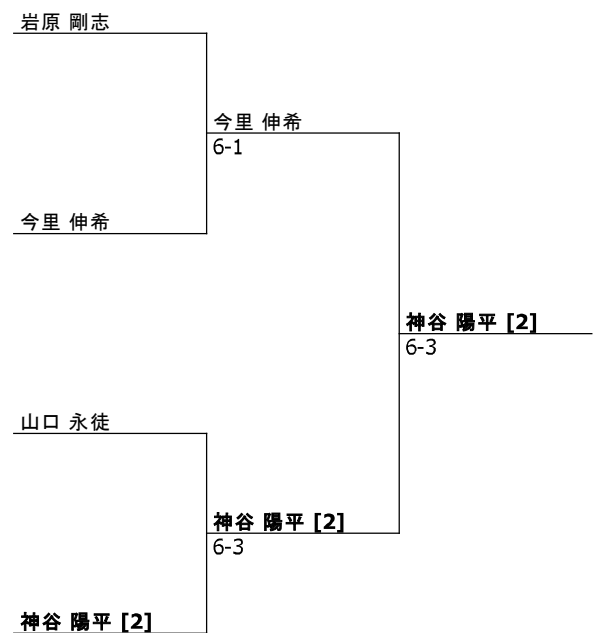 岩原 剛志
今里 伸希
6-1
今里 伸希
神谷 陽平 [2]
6-3
山口 永徒
神谷 陽平 [2]
6-3
神谷 陽平 [2]